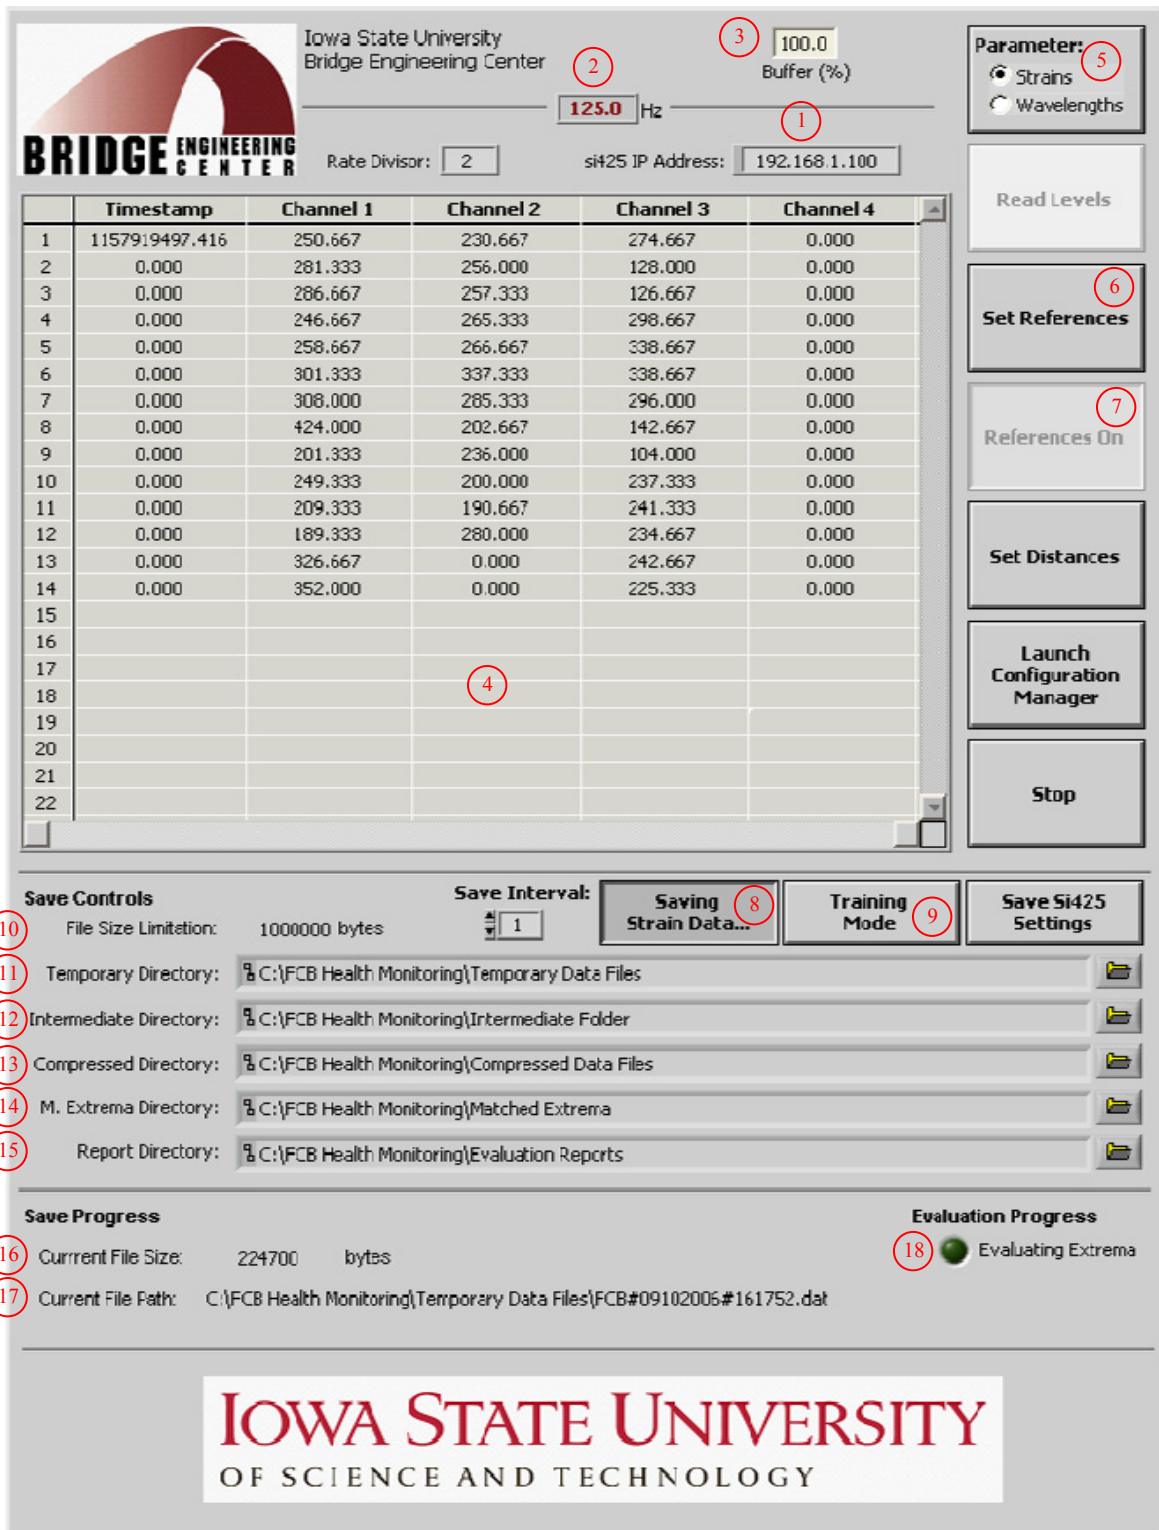 Iowa State University
Bridge Engineering Center
BRIDGE ENGINEERING CENTER
3
100.0
Buffer (%)
2
125.0 Hz
1
Rate Divisor: 2
si425 IP Address: 192.168.1.100
Parameter: 5
Strains
Wavelengths
Read Levels
Set References 6
References On 7
Set Distances
Launch
Configuration
Manager
Stop
Timestamp Channel 1 Channel 2 Channel 3 Channel 4
1 1157919497.416 250.667 230.667 274.667 0.000
2 0.000 281.333 256.000 128.000 0.000
3 0.000 286.667 257.333 126.667 0.000
4 0.000 246.667 265.333 298.667 0.000
5 0.000 258.667 266.667 338.667 0.000
6 0.000 301.333 337.333 338.667 0.000
7 0.000 308.000 285.333 296.000 0.000
8 0.000 424.000 202.667 142.667 0.000
9 0.000 201.333 236.000 104.000 0.000
10 0.000 249.333 200.000 237.333 0.000
11 0.000 209.333 190.667 241.333 0.000
12 0.000 189.333 280.000 234.667 0.000
13 0.000 326.667 0.000 242.667 0.000
14 0.000 352.000 0.000 225.333 0.000
15
16
17
18
19
20
21
22
4
Save Controls
Save Interval: 1
Saving
Strain Data... 8
Training
Mode 9
Save Si425
Settings
10 File Size Limitation: 1000000 bytes
11 Temporary Directory: C:\FCB Health Monitoring\Temporary Data Files
12 Intermediate Directory: C:\FCB Health Monitoring\Intermediate Folder
13 Compressed Directory: C:\FCB Health Monitoring\Compressed Data Files
14 M. Extrema Directory: C:\FCB Health Monitoring\Matched Extrema
15 Report Directory: C:\FCB Health Monitoring\Evaluation Reports
Save Progress
Evaluation Progress
16 Currrent File Size: 224700 bytes
18 Evaluating Extrema
17 Current File Path: C:\FCB Health Monitoring\Temporary Data Files\FCB#09102006#161752.dat
IOWA STATE UNIVERSITY
OF SCIENCE AND TECHNOLOGY